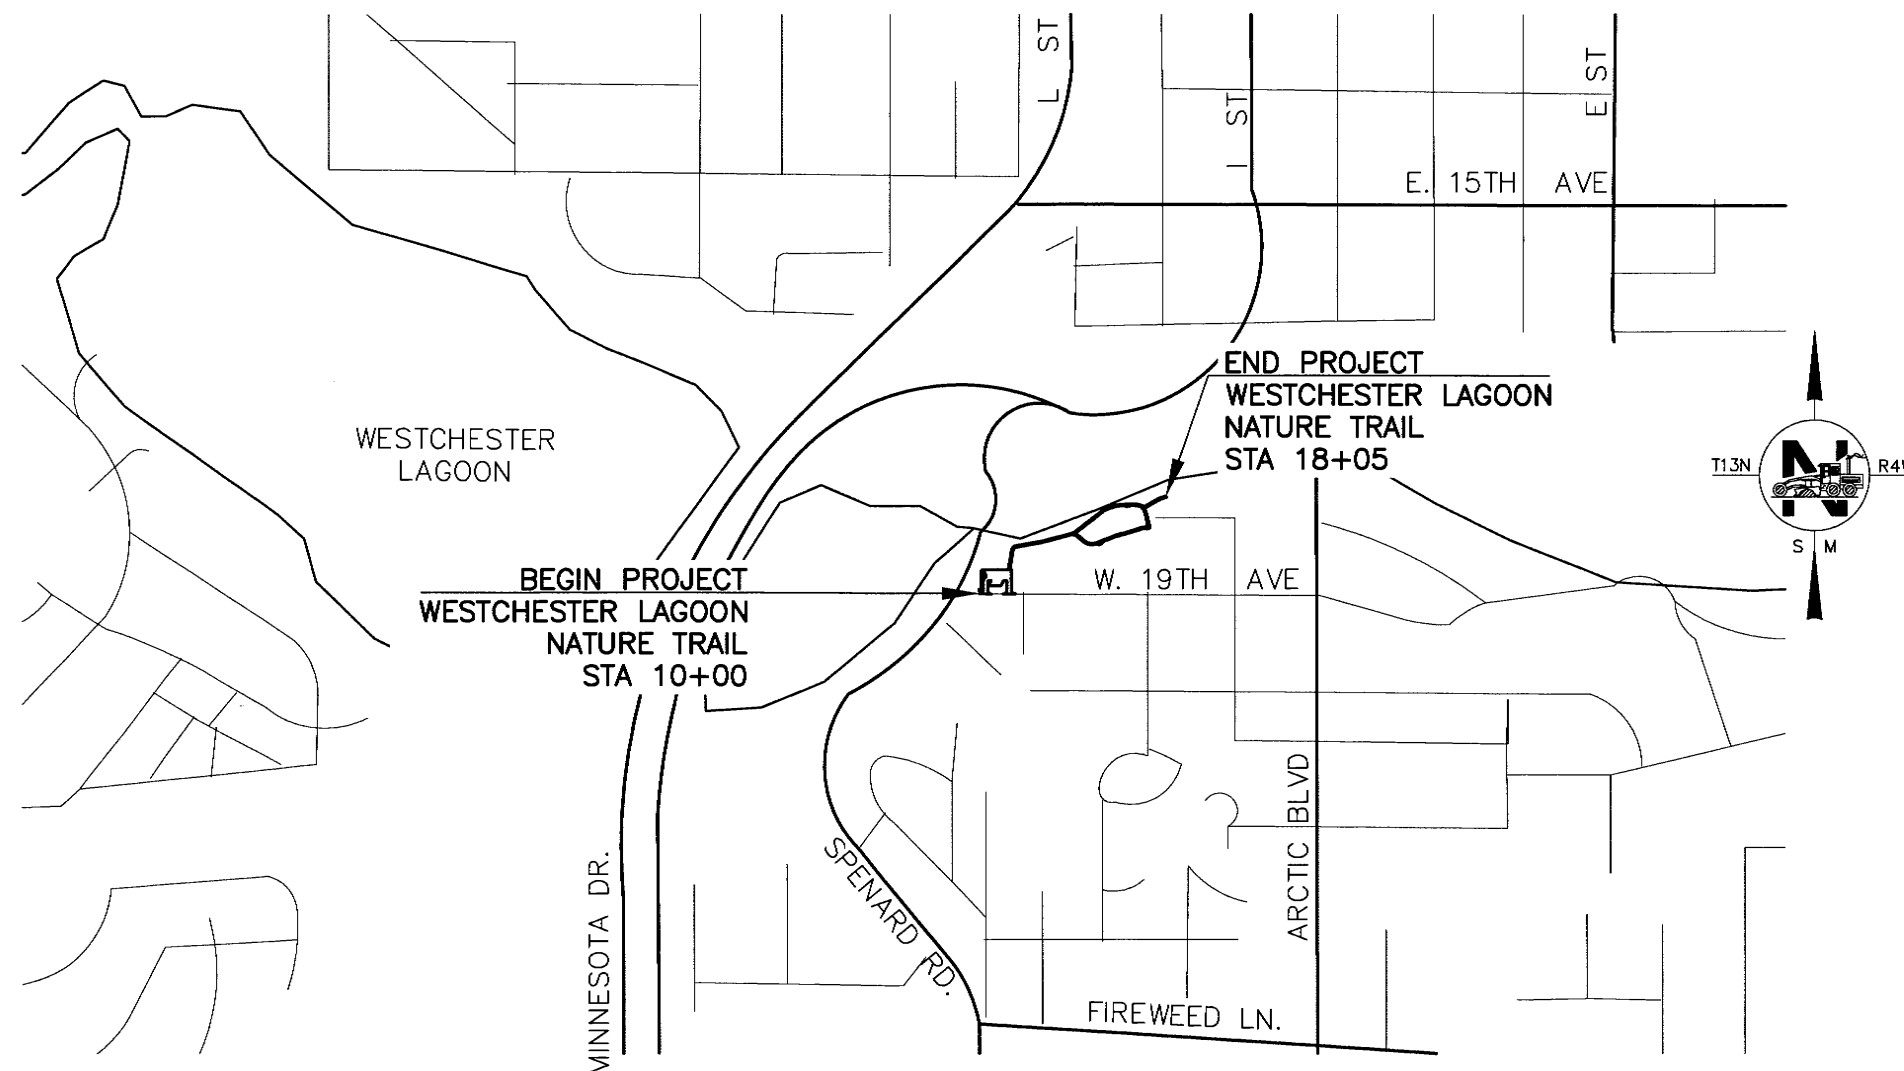 L ST
I ST
E ST
E. 15TH AVE
END PROJECT
WESTCHESTER LAGOON
NATURE TRAIL
STA 18+05
WESTCHESTER
LAGOON
T13N
N
S M
BEGIN PROJECT
WESTCHESTER LAGOON
NATURE TRAIL
STA 10+00
W. 19TH AVE
MINNESOTA DR.
SPENARD RD.
ARCTIC BLVD
FIREWEED LN.